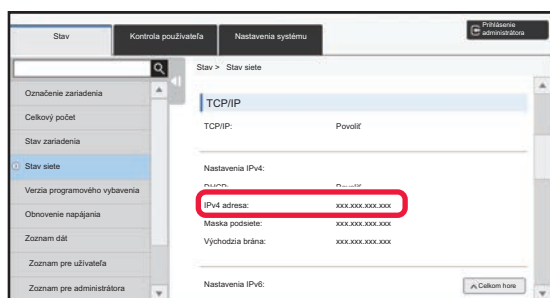 Stav
Kontrola používateľa
Nastavenia systému
Prihlásenie
administrátora
Stav > Stav siete
Označenie zariadenia
Celkový počet
Stav zariadenia
Stav siete
Verzia programového vybavenia
Obnovenie napájania
Zoznam dát
Zoznam pre užívateľa
Zoznam pre administrátora
TCP/IP
TCP/IP: Povoliť
Nastavenia IPv4:
DHCP: Povoliť
IPv4 adresa: xxx.xxx.xxx.xxx
Maska podsiete: xxx.xxx.xxx.xxx
Východzia brána: xxx.xxx.xxx.xxx
Nastavenia IPv6:
Celkom hore